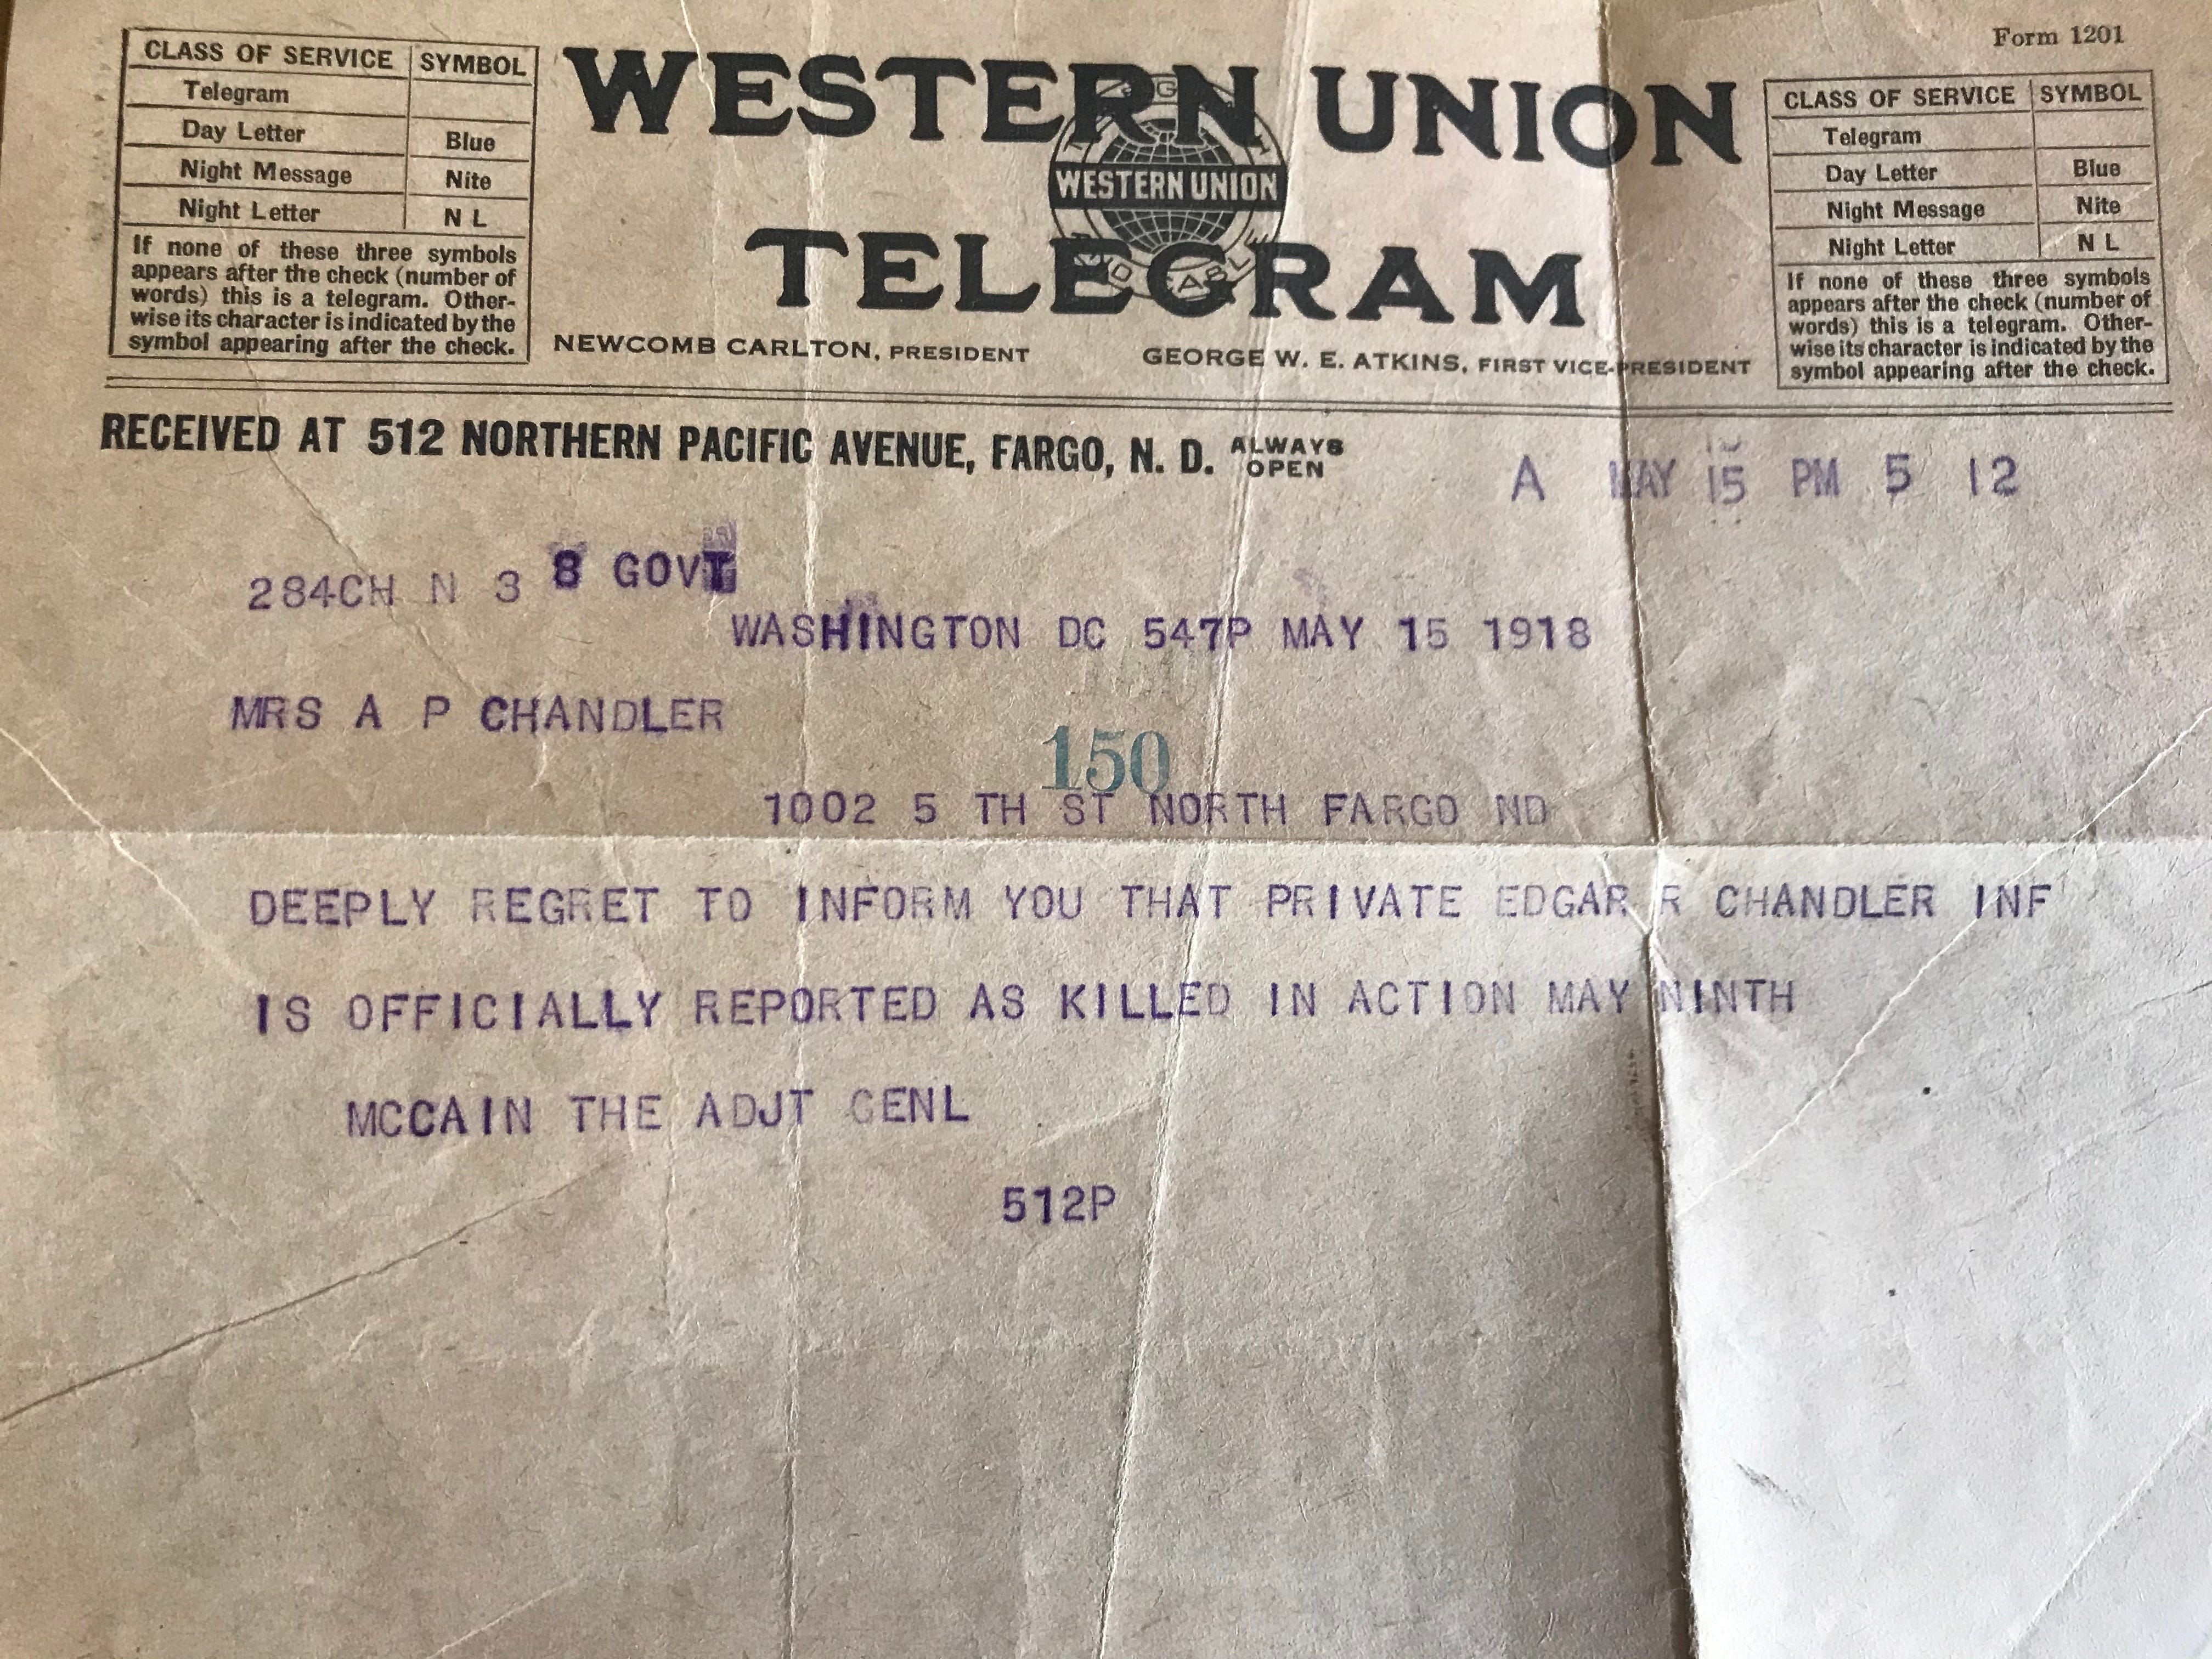 Form 1201
CLASS OF SERVICE SYMBOL
Telegram
Day Letter Blue
Night Message Nite
Night Letter N L
If none of these three symbols
appears after the check (number of
words) this is a telegram. Other-
wise its character is indicated by the
symbol appearing after the check.
WESTERN UNION
WESTERN UNION
TELEGRAM
NEWCOMB CARLTON, PRESIDENT GEORGE W. E. ATKINS, FIRST VICE-PRESIDENT
CLASS OF SERVICE SYMBOL
Telegram
Day Letter Blue
Night Message Nite
Night Letter N L
If none of these three symbols
appears after the check (number of
words) this is a telegram. Other-
wise its character is indicated by the
symbol appearing after the check.
RECEIVED AT 512 NORTHERN PACIFIC AVENUE, FARGO, N. D. ALWAYS OPEN
A MAY 15 PM 5 12
284CH N 3 8 GOVT
WASHINGTON DC 547P MAY 15 1918
MRS A P CHANDLER
150
1002 5 TH ST NORTH FARGO ND
DEEPLY REGRET TO INFORM YOU THAT PRIVATE EDGAR R CHANDLER INF
IS OFFICIALLY REPORTED AS KILLED IN ACTION MAY NINTH
MCCAIN THE ADJT GENL
512P